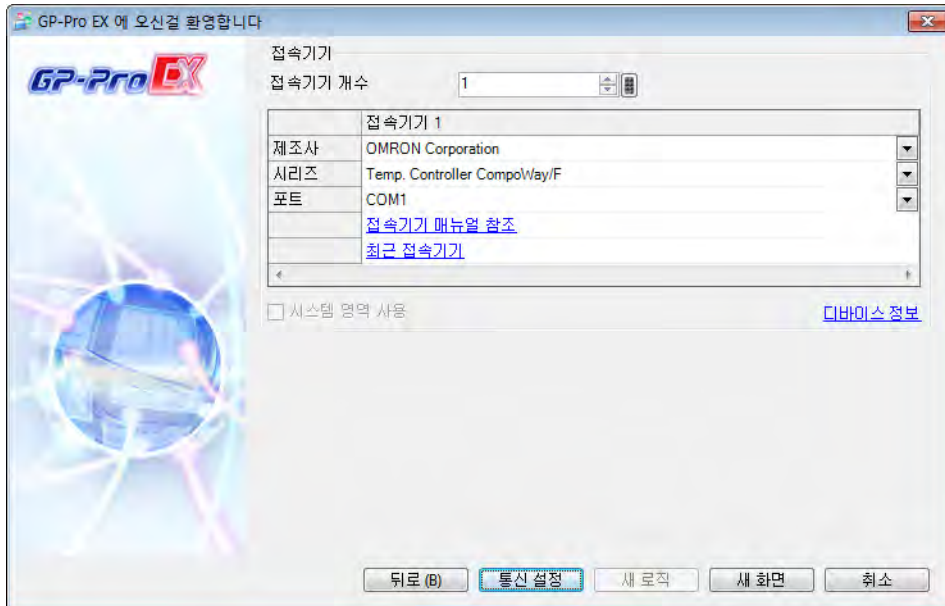 GP-Pro EX 에 오신걸 환영합니다
GP-Pro EX
접속기기
접속기기 개수 1
접속기기 1
제조사 OMRON Corporation
시리즈 Temp. Controller CompoWay/F
포트 COM1
접속기기 매뉴얼 참조
최근 접속기기
시스템 영역 사용 디바이스 정보
뒤로 (B) 통신 설정 새 로직 새 화면 취소